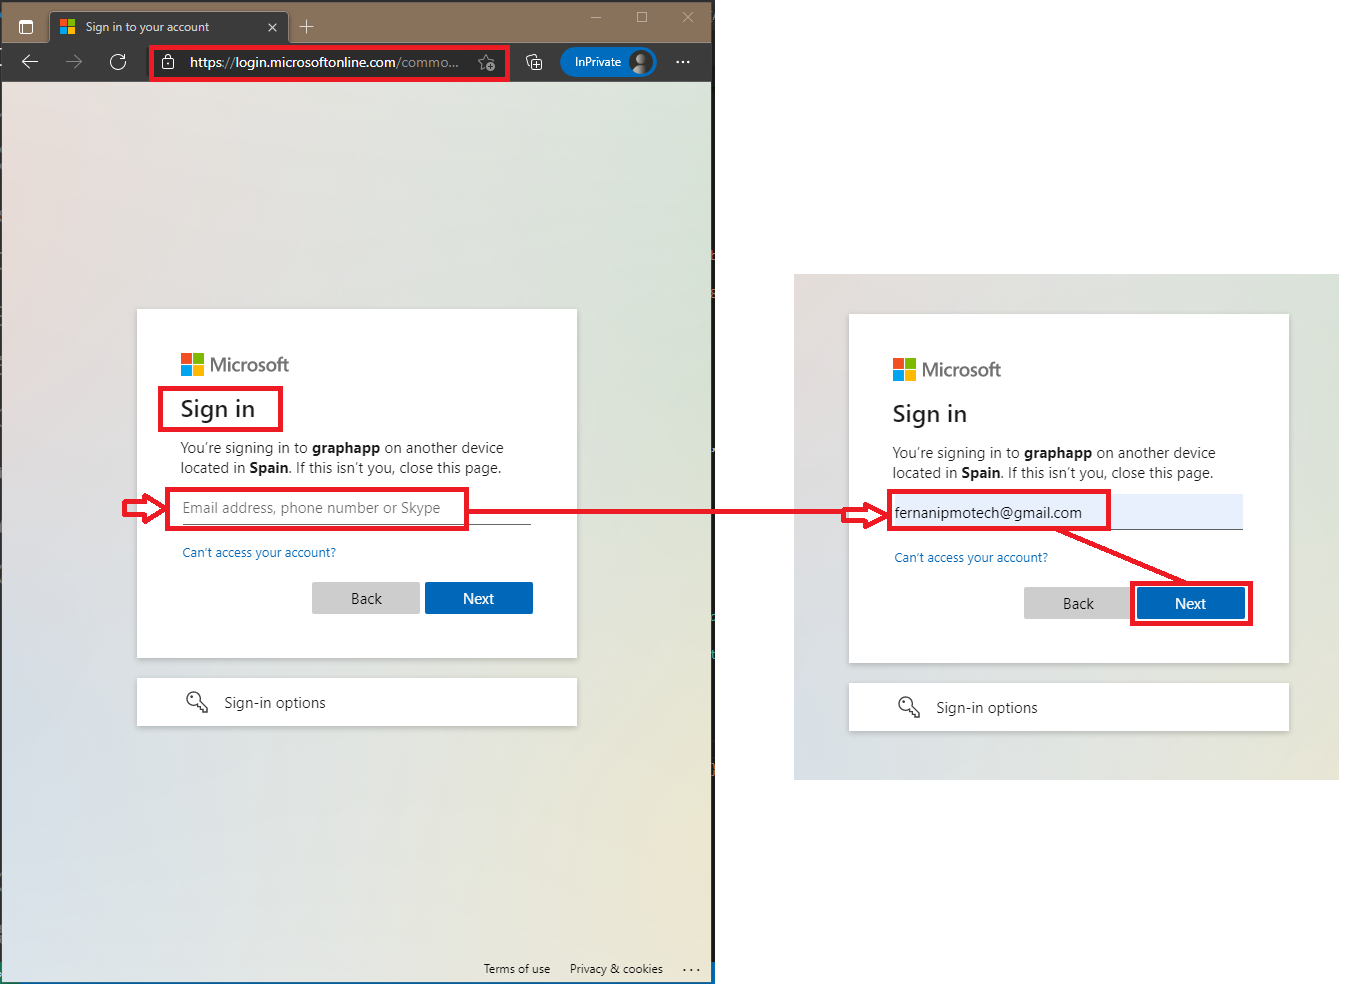 Sign in to your account
https://login.microsoftonline.com/commo...
InPrivate
Microsoft
Sign in
You're signing in to graphapp on another device
located in Spain. If this isn't you, close this page.
Email address, phone number or Skype
Can't access your account?
Back
Next
Sign-in options
Terms of use
Privacy & cookies
Microsoft
Sign in
You're signing in to graphapp on another device
located in Spain. If this isn't you, close this page.
fernanipmotech@gmail.com
Can't access your account?
Back
Next
Sign-in options